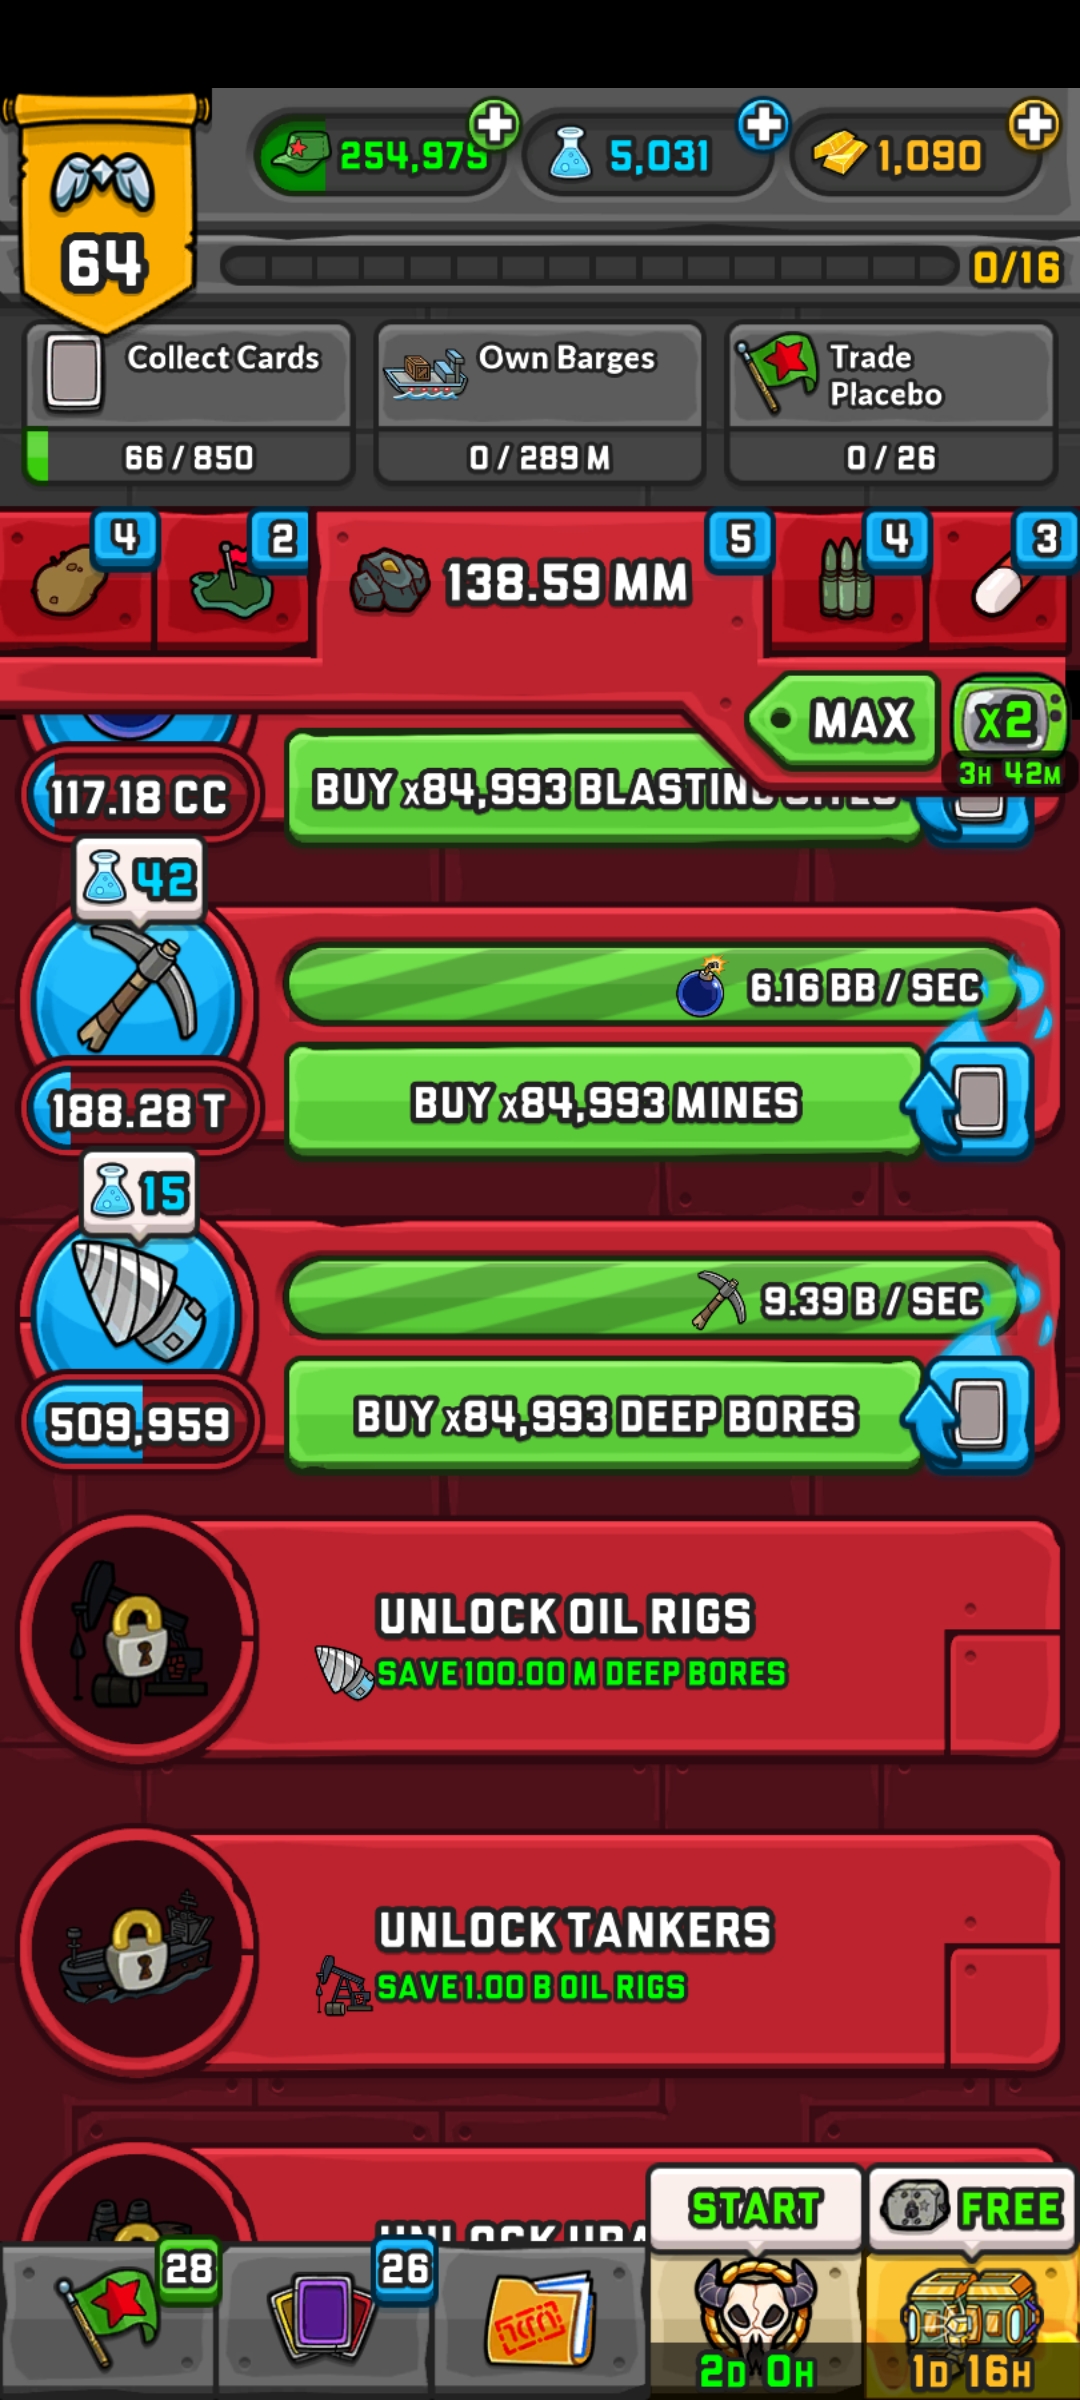 254,975
5,031
1,090
64
0/16
Collect Cards
66 / 850
Own Barges
0 / 289 M
Trade
Placebo
0 / 26
4
2
138.59 MM
5
4
3
MAX
x2
3H 42M
117.18 CC
BUY x84,993 BLASTING SITES
42
6.16 BB / SEC
188.28 T
BUY x84,993 MINES
15
9.39 B / SEC
509,959
BUY x84,993 DEEP BORES
UNLOCK OIL RIGS
SAVE 100.00 M DEEP BORES
UNLOCK TANKERS
SAVE 1.00 B OIL RIGS
UNLOCK
START
FREE
28
26
2D 0H
1D 16H